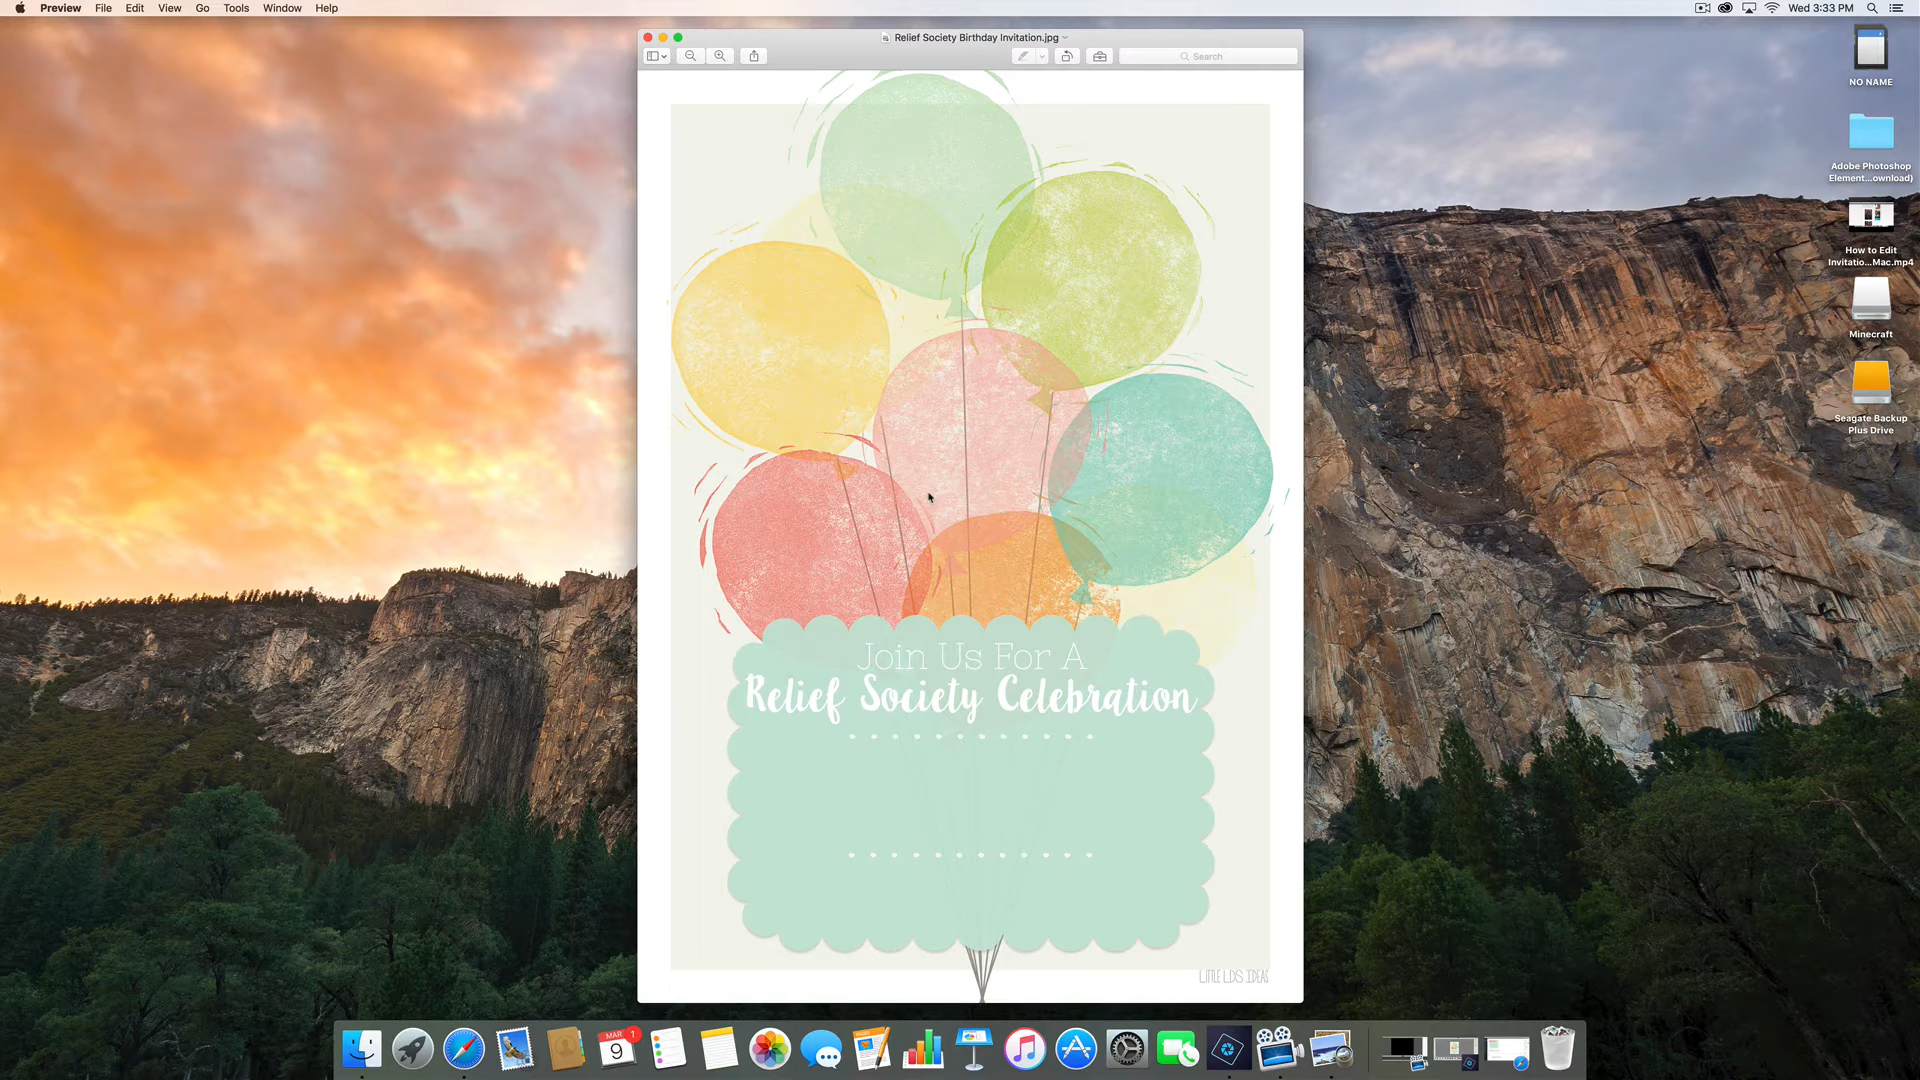 Preview File Edit View Go Tools Window Help
Wed 3:33 PM
Relief Society Birthday Invitation.jpg
Search
NO NAME
Adobe Photoshop
Element...ownload)
How to Edit
Invitatio...Mac.mp4
Minecraft
Seagate Backup
Plus Drive
Join Us For A
Relief Society Celebration
LITTLE LDS IDEAS
MAR
9
1